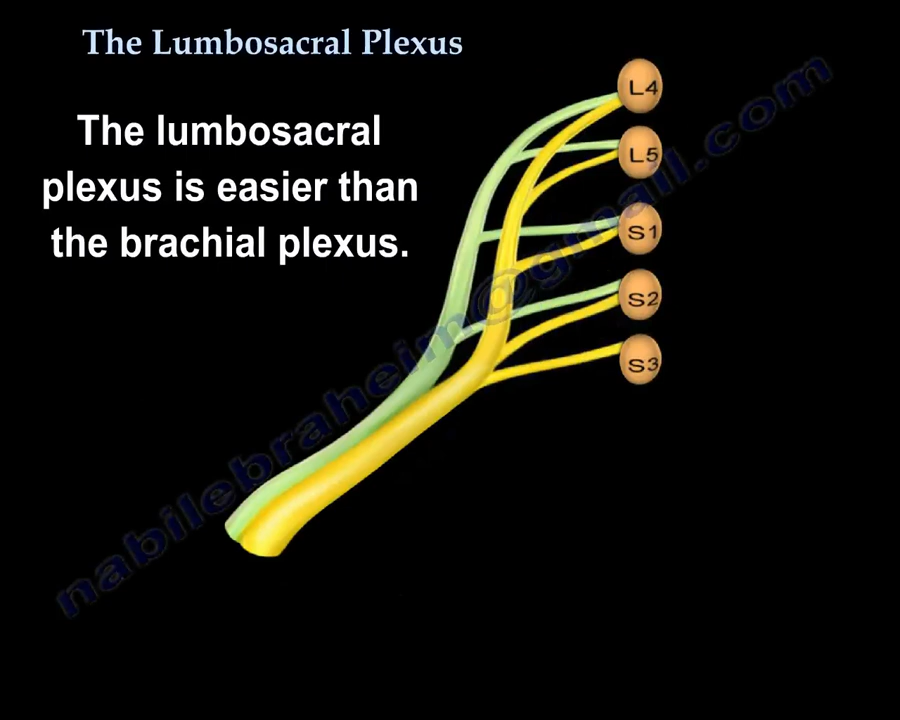 The Lumbosacral Plexus
The lumbosacral
plexus is easier than
the brachial plexus.
L4
L5
S1
S2
S3
nabilebraheim@gmail.com